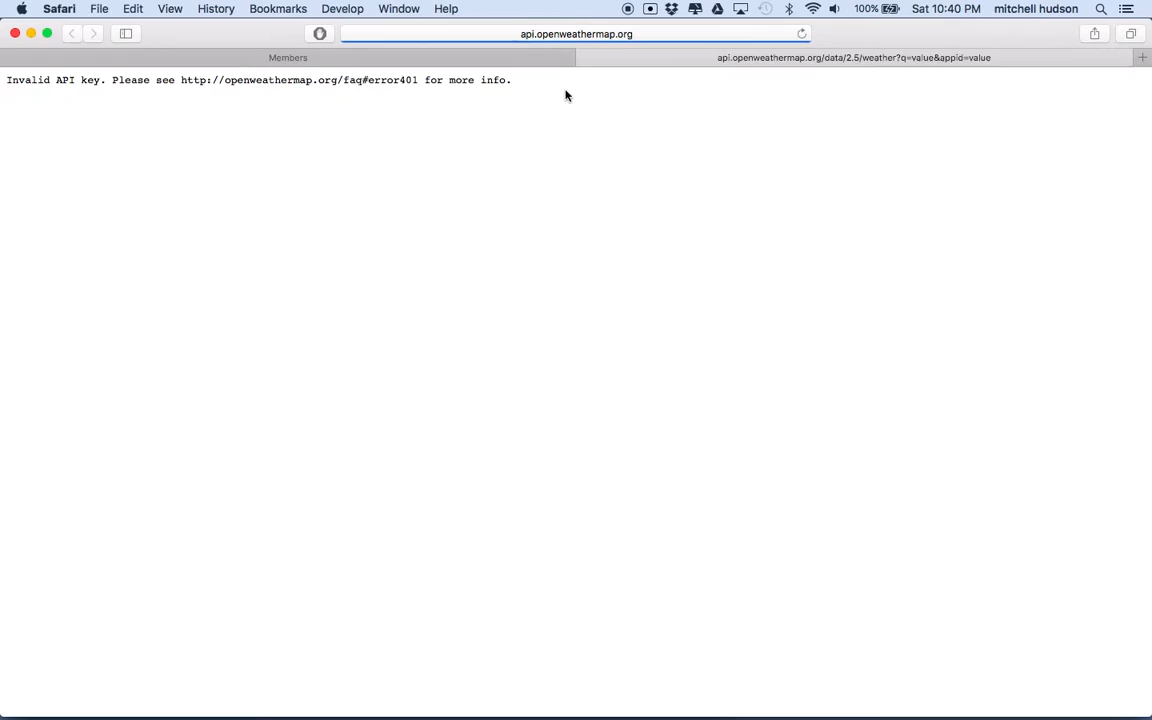 Safari File Edit View History Bookmarks Develop Window Help 100% Sat 10:40 PM mitchell hudson
api.openweathermap.org
Members api.openweathermap.org/data/2.5/weather?q=value&appid=value
Invalid API key. Please see http://openweathermap.org/faq#error401 for more info.